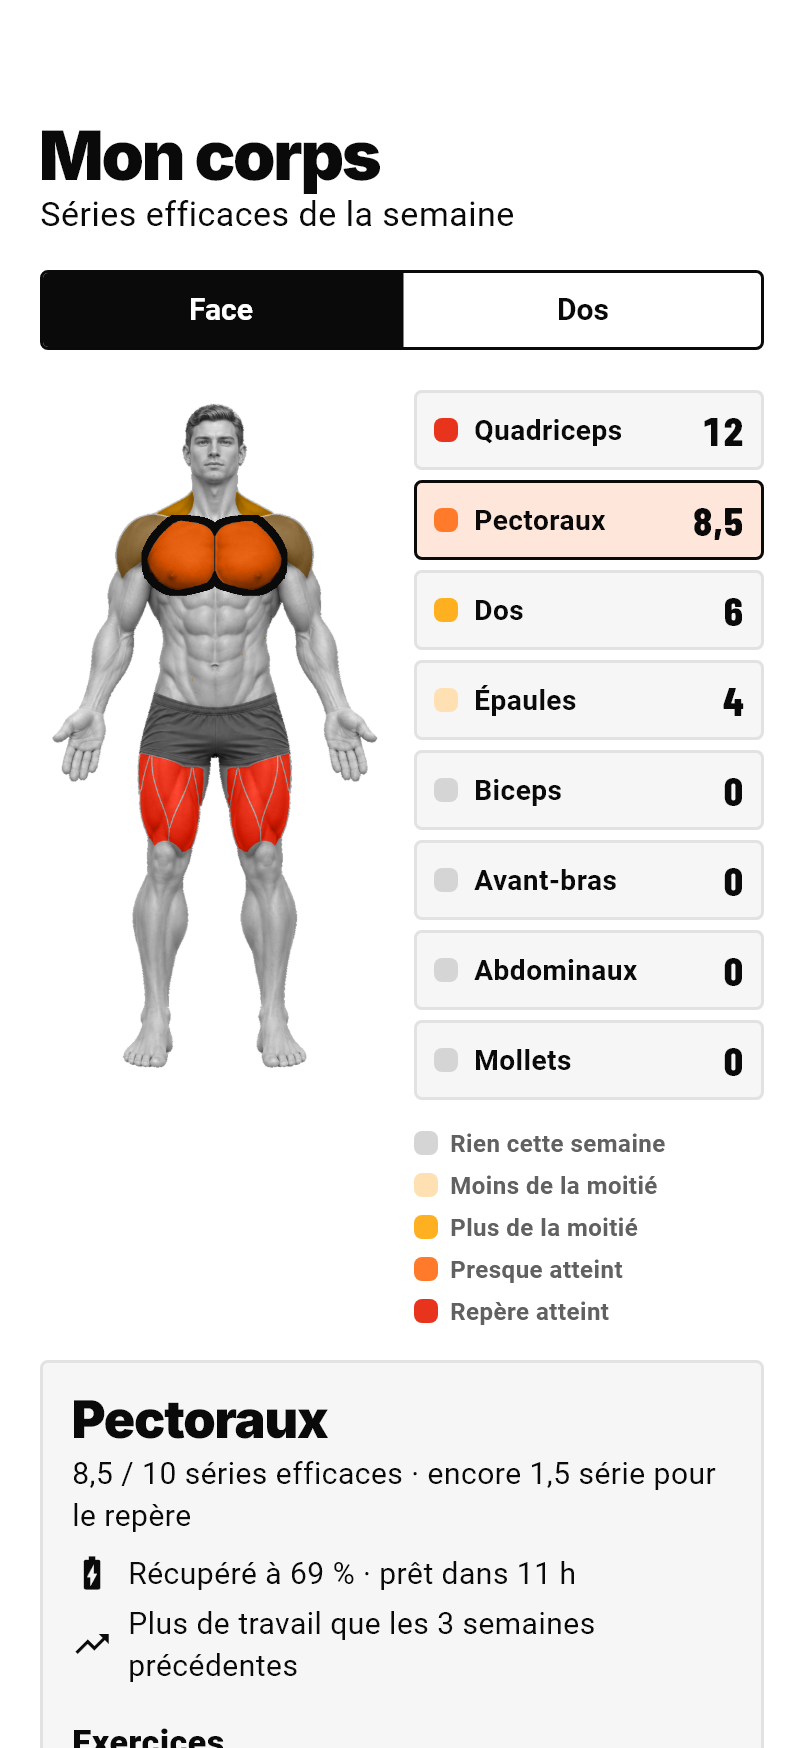 Mon corps
Séries efficaces de la semaine
Face
Dos
Quadriceps 12
Pectoraux 8,5
Dos 6
Épaules 4
Biceps 0
Avant-bras 0
Abdominaux 0
Mollets 0
Rien cette semaine
Moins de la moitié
Plus de la moitié
Presque atteint
Repère atteint
Pectoraux
8,5 / 10 séries efficaces · encore 1,5 série pour
le repère
Récupéré à 69 % · prêt dans 11 h
Plus de travail que les 3 semaines
précédentes
Exercices